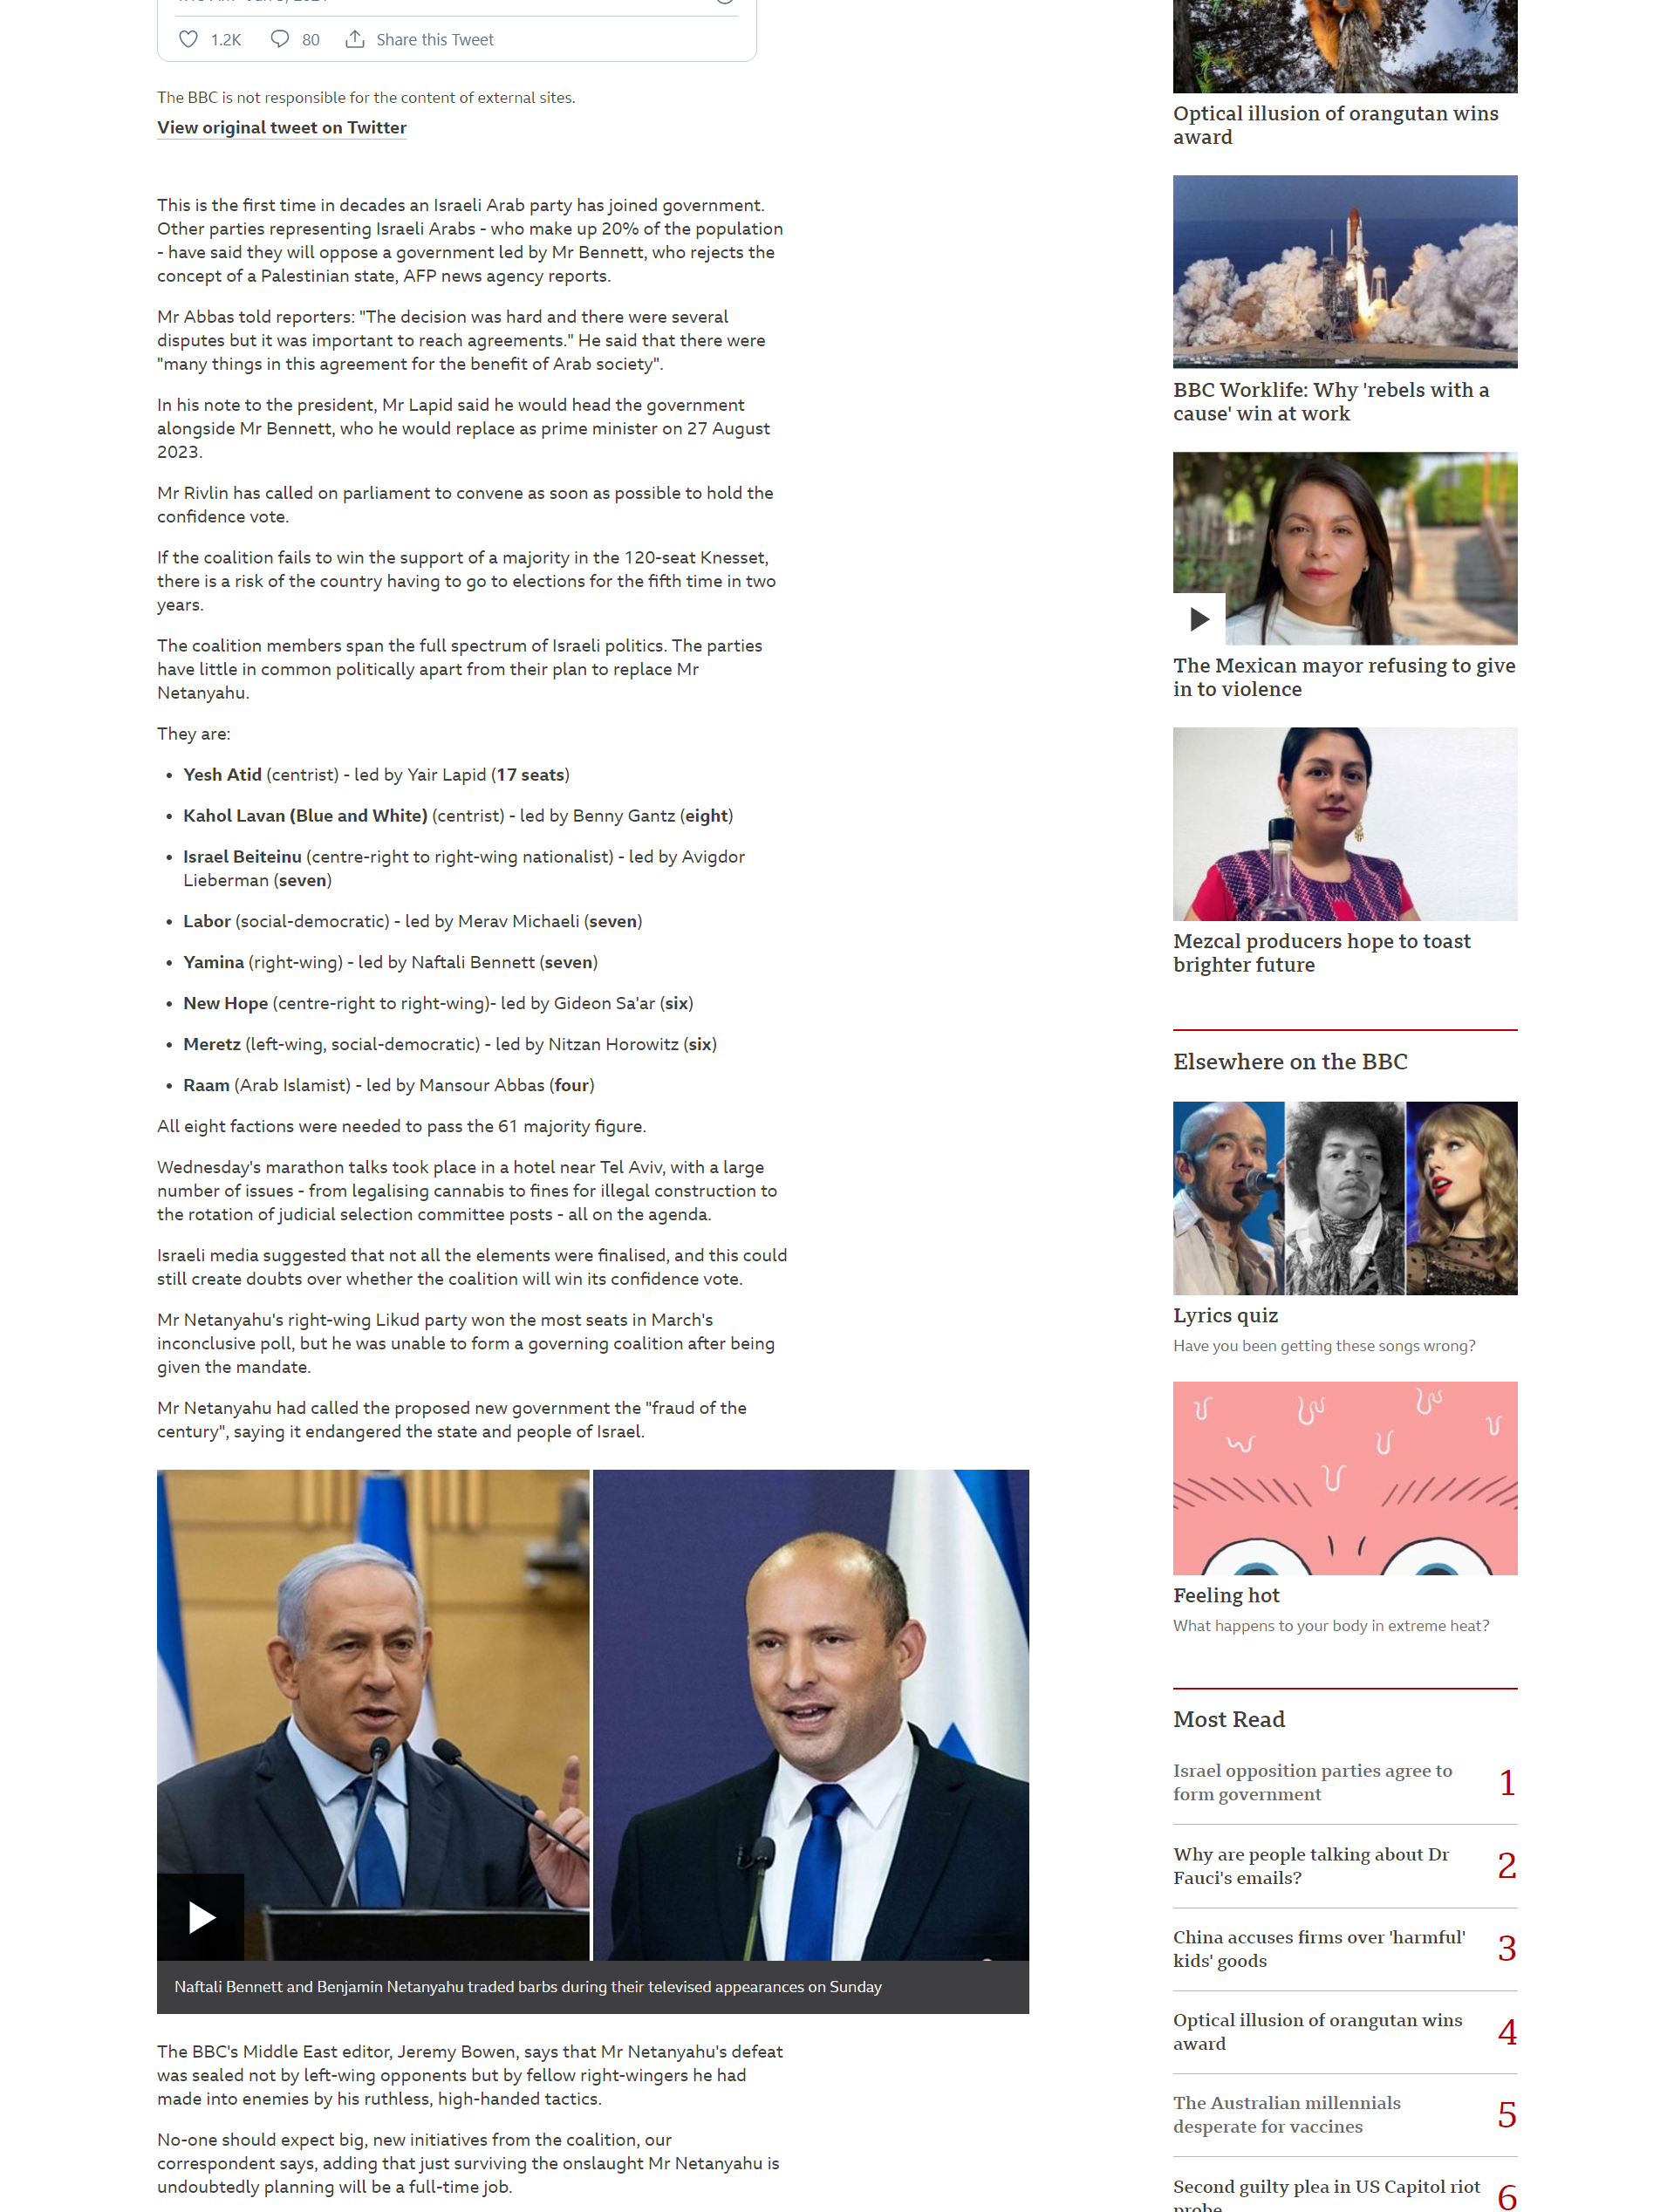 1.2K 80 Share this Tweet
The BBC is not responsible for the content of external sites.
View original tweet on Twitter
This is the first time in decades an Israeli Arab party has joined government.
Other parties representing Israeli Arabs - who make up 20% of the population
- have said they will oppose a government led by Mr Bennett, who rejects the
concept of a Palestinian state, AFP news agency reports.
Mr Abbas told reporters: "The decision was hard and there were several
disputes but it was important to reach agreements." He said that there were
"many things in this agreement for the benefit of Arab society".
In his note to the president, Mr Lapid said he would head the government
alongside Mr Bennett, who he would replace as prime minister on 27 August
2023.
Mr Rivlin has called on parliament to convene as soon as possible to hold the
confidence vote.
If the coalition fails to win the support of a majority in the 120-seat Knesset,
there is a risk of the country having to go to elections for the fifth time in two
years.
The coalition members span the full spectrum of Israeli politics. The parties
have little in common politically apart from their plan to replace Mr
Netanyahu.
They are:
• Yesh Atid (centrist) - led by Yair Lapid (17 seats)
• Kahol Lavan (Blue and White) (centrist) - led by Benny Gantz (eight)
• Israel Beiteinu (centre-right to right-wing nationalist) - led by Avigdor
Lieberman (seven)
• Labor (social-democratic) - led by Merav Michaeli (seven)
• Yamina (right-wing) - led by Naftali Bennett (seven)
• New Hope (centre-right to right-wing)- led by Gideon Sa'ar (six)
• Meretz (left-wing, social-democratic) - led by Nitzan Horowitz (six)
• Raam (Arab Islamist) - led by Mansour Abbas (four)
All eight factions were needed to pass the 61 majority figure.
Wednesday's marathon talks took place in a hotel near Tel Aviv, with a large
number of issues - from legalising cannabis to fines for illegal construction to
the rotation of judicial selection committee posts - all on the agenda.
Israeli media suggested that not all the elements were finalised, and this could
still create doubts over whether the coalition will win its confidence vote.
Mr Netanyahu's right-wing Likud party won the most seats in March's
inconclusive poll, but he was unable to form a governing coalition after being
given the mandate.
Mr Netanyahu had called the proposed new government the "fraud of the
century", saying it endangered the state and people of Israel.
Naftali Bennett and Benjamin Netanyahu traded barbs during their televised appearances on Sunday
The BBC's Middle East editor, Jeremy Bowen, says that Mr Netanyahu's defeat
was sealed not by left-wing opponents but by fellow right-wingers he had
made into enemies by his ruthless, high-handed tactics.
No-one should expect big, new initiatives from the coalition, our
correspondent says, adding that just surviving the onslaught Mr Netanyahu is
undoubtedly planning will be a full-time job.
Optical illusion of orangutan wins
award
BBC Worklife: Why 'rebels with a
cause' win at work
The Mexican mayor refusing to give
in to violence
Mezcal producers hope to toast
brighter future
Elsewhere on the BBC
Lyrics quiz
Have you been getting these songs wrong?
Feeling hot
What happens to your body in extreme heat?
Most Read
Israel opposition parties agree to
form government
1
Why are people talking about Dr
Fauci's emails?
2
China accuses firms over 'harmful'
kids' goods
3
Optical illusion of orangutan wins
award
4
The Australian millennials
desperate for vaccines
5
Second guilty plea in US Capitol riot
probe
6